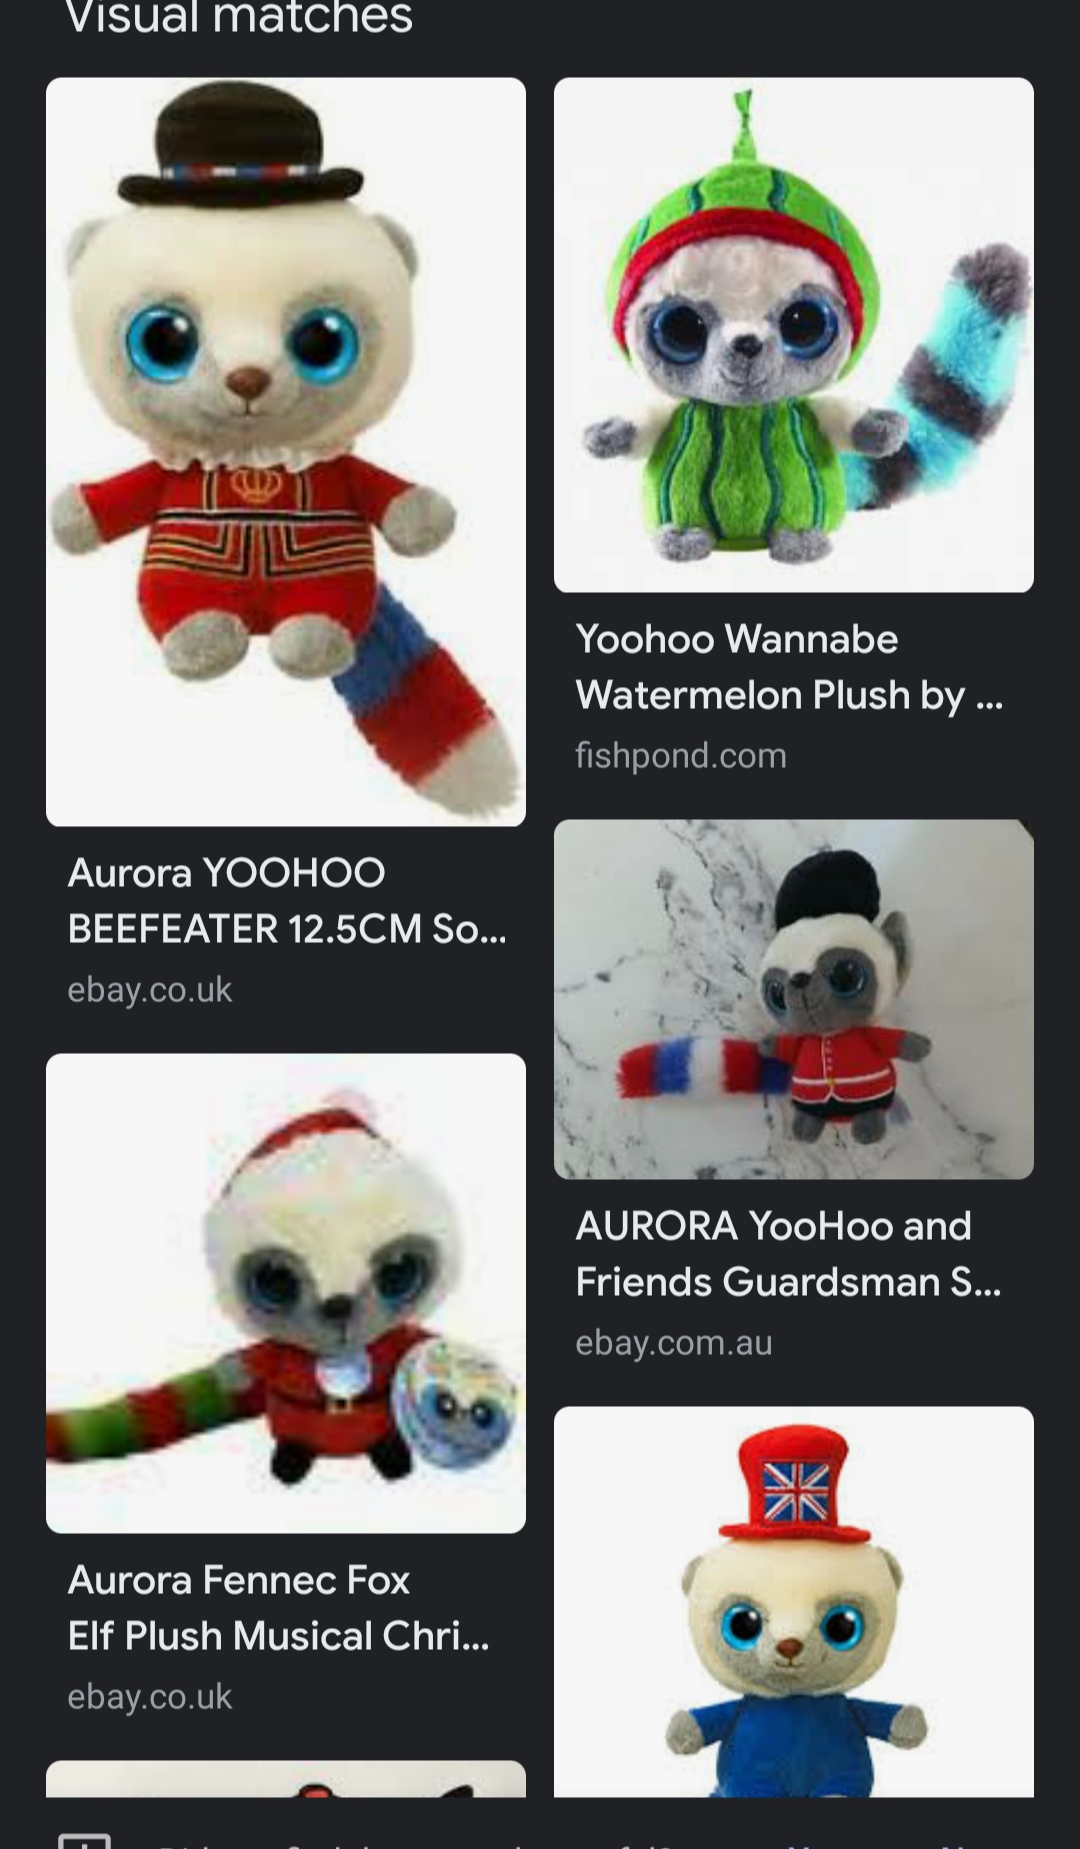 Visual matches
Aurora YOOHOO
BEEFEATER 12.5CM So...
ebay.co.uk
Yoohoo Wannabe
Watermelon Plush by ...
fishpond.com
AURORA YooHoo and
Friends Guardsman S...
ebay.com.au
Aurora Fennec Fox
Elf Plush Musical Chri...
ebay.co.uk